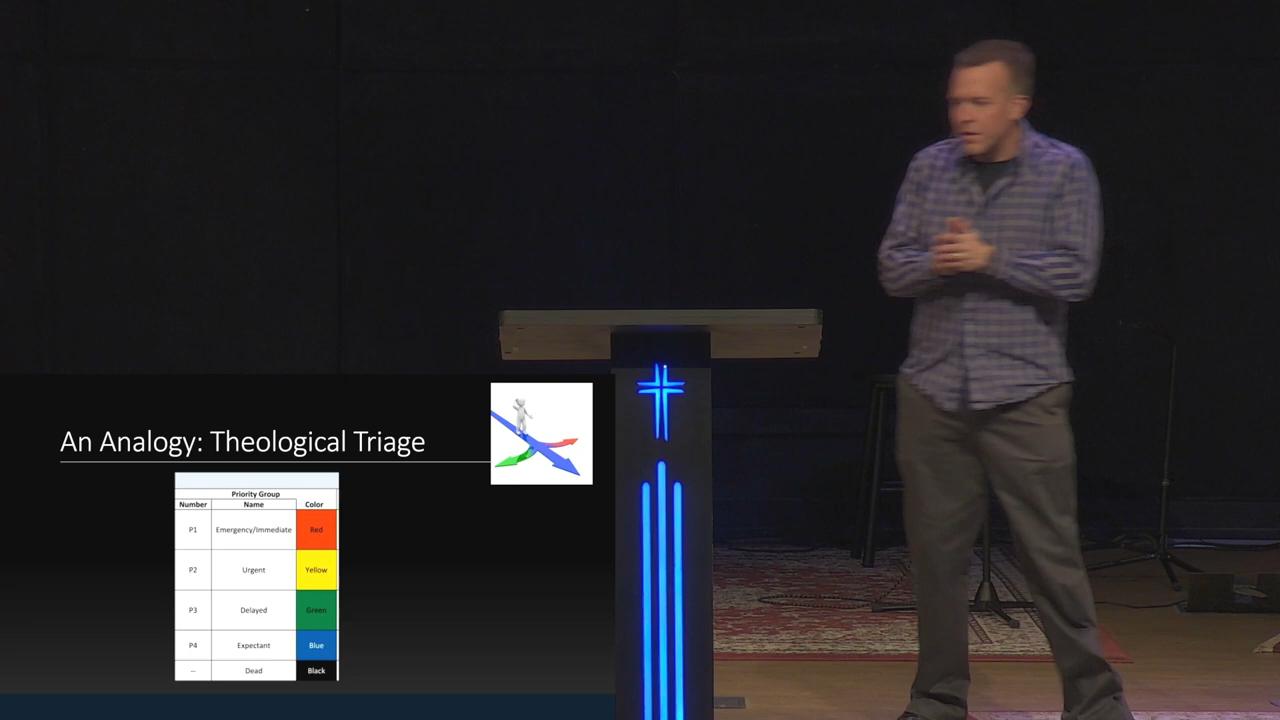 An Analogy: Theological Triage
Priority Group
Number Name Color
P1 Emergency/Immediate Red
P2 Urgent Yellow
P3 Delayed Green
P4 Expectant Blue
-- Dead Black